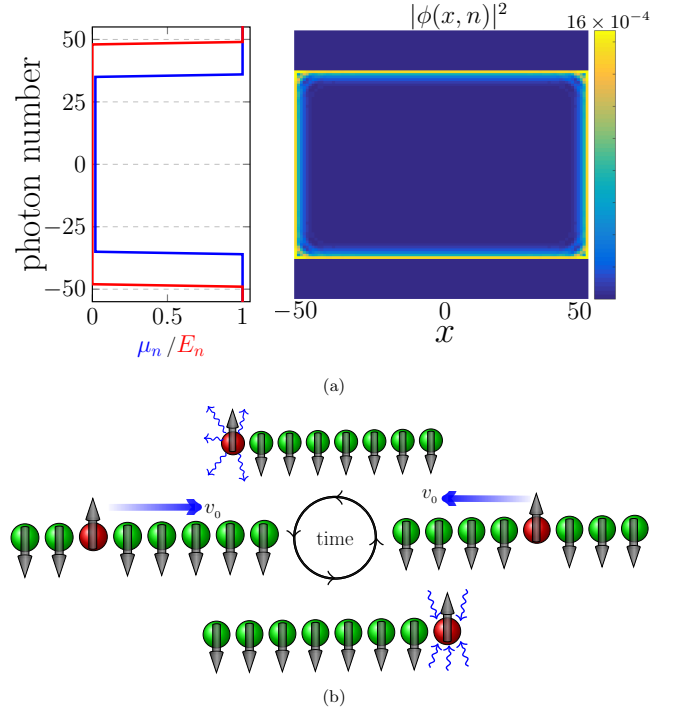 |φ(x, n)|²
16 × 10⁻⁴
photon number
50
25
0
−25
−50
0
0.5
1
μₙ/Eₙ
−50
0
50
x
(a)
v₀
v₀
time
(b)